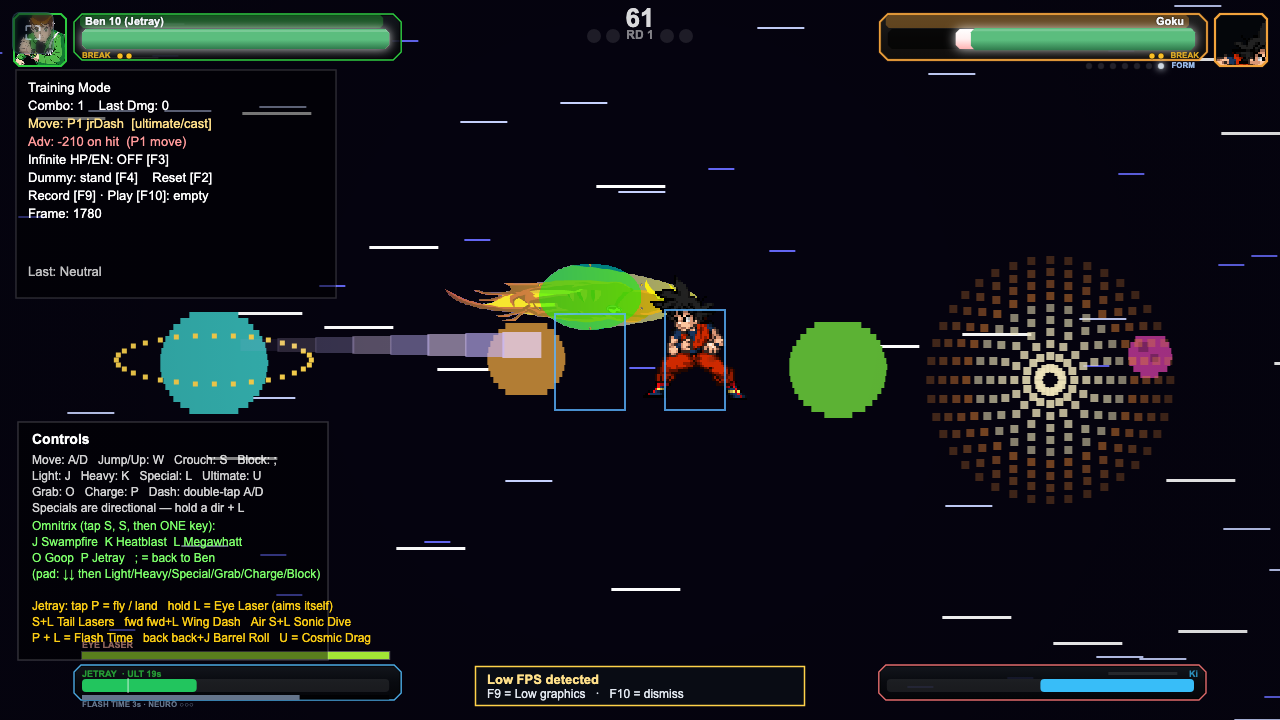 Ben 10 (Jetray)
BREAK
61
RD 1
Goku
BREAK
FORM
Training Mode
Combo: 1   Last Dmg: 0
Move: P1 jrDash  [ultimate/cast]
Adv: -210 on hit  (P1 move)
Infinite HP/EN: OFF [F3]
Dummy: stand [F4]    Reset [F2]
Record [F9] · Play [F10]: empty
Frame: 1780
Last: Neutral
Controls
Move: A/D   Jump/Up: W   Crouch: S   Block: ;
Light: J   Heavy: K   Special: L   Ultimate: U
Grab: O   Charge: P   Dash: double-tap A/D
Specials are directional — hold a dir + L
Omnitrix (tap S, S, then ONE key):
J Swampfire  K Heatblast  L Megawhatt
O Goop  P Jetray   ; = back to Ben
(pad: ↓↓ then Light/Heavy/Special/Grab/Charge/Block)
Jetray: tap P = fly / land   hold L = Eye Laser (aims itself)
S+L Tail Lasers   fwd fwd+L Wing Dash   Air S+L Sonic Dive
P + L = Flash Time   back back+J Barrel Roll   U = Cosmic Drag
EYE LASER
JETRAY · ULT 19s
FLASH TIME 3s · NEURO ○○○
Low FPS detected
F9 = Low graphics   ·   F10 = dismiss
Ki